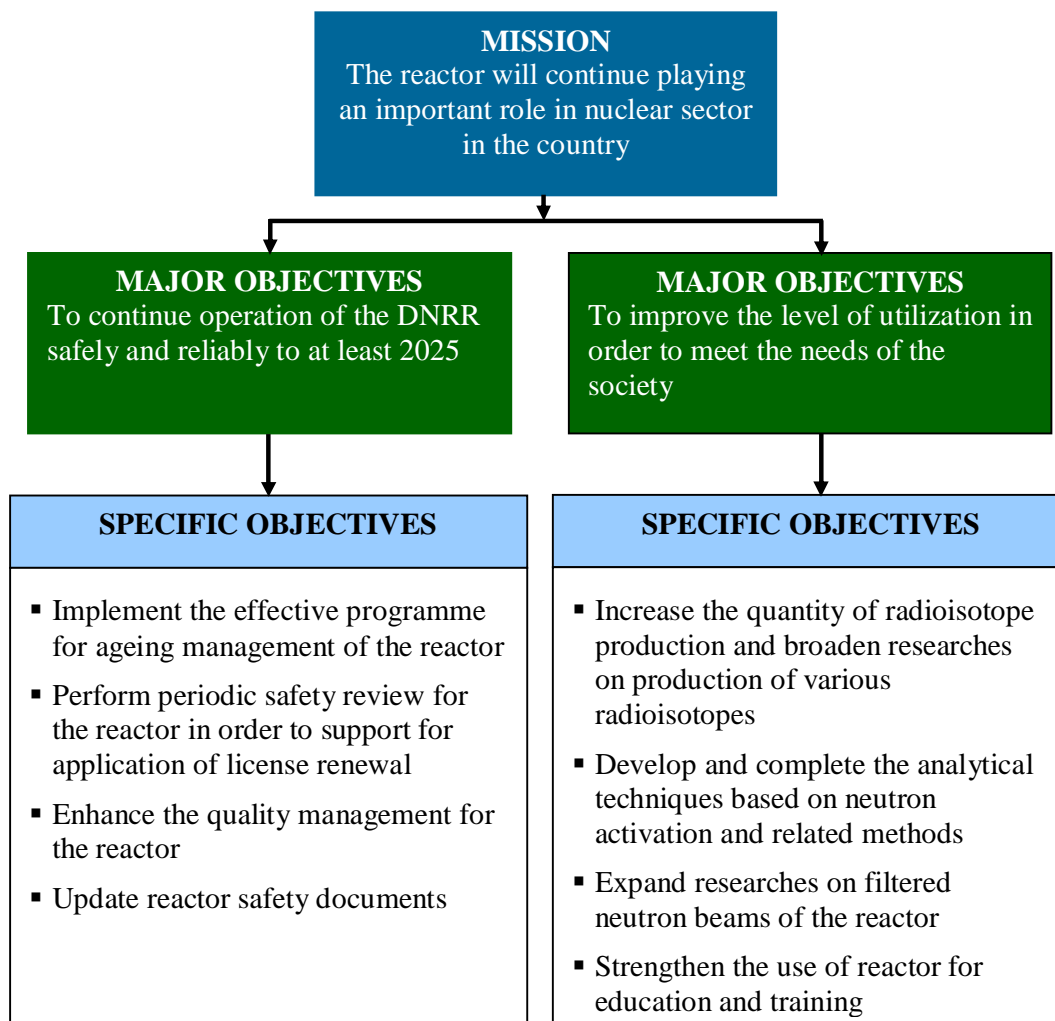 MISSION
The reactor will continue playing
an important role in nuclear sector
in the country
MAJOR OBJECTIVES
To continue operation of the DNRR
safely and reliably to at least 2025
MAJOR OBJECTIVES
To improve the level of utilization in
order to meet the needs of the
society
SPECIFIC OBJECTIVES
▪ Implement the effective programme
for ageing management of the reactor
▪ Perform periodic safety review for
the reactor in order to support for
application of license renewal
▪ Enhance the quality management for
the reactor
▪ Update reactor safety documents
SPECIFIC OBJECTIVES
▪ Increase the quantity of radioisotope
production and broaden researches
on production of various
radioisotopes
▪ Develop and complete the analytical
techniques based on neutron
activation and related methods
▪ Expand researches on filtered
neutron beams of the reactor
▪ Strengthen the use of reactor for
education and training